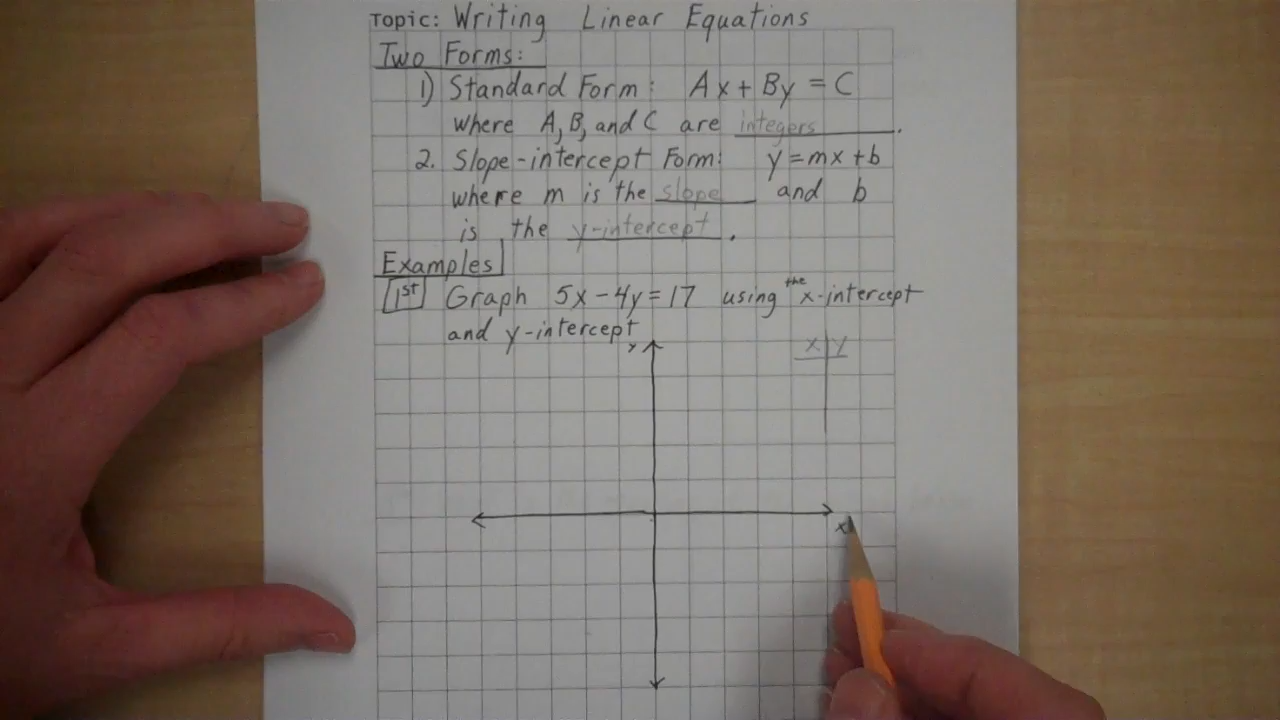 Topic: Writing Linear Equations
Two Forms:
1) Standard Form: Ax + By = C
where A, B, and C are integers.
2. Slope-intercept Form: y = mx + b
where m is the slope and b
is the y-intercept.
Examples
1st Graph 5x - 4y = 17 using the x-intercept
and y-intercept
y
x y
x